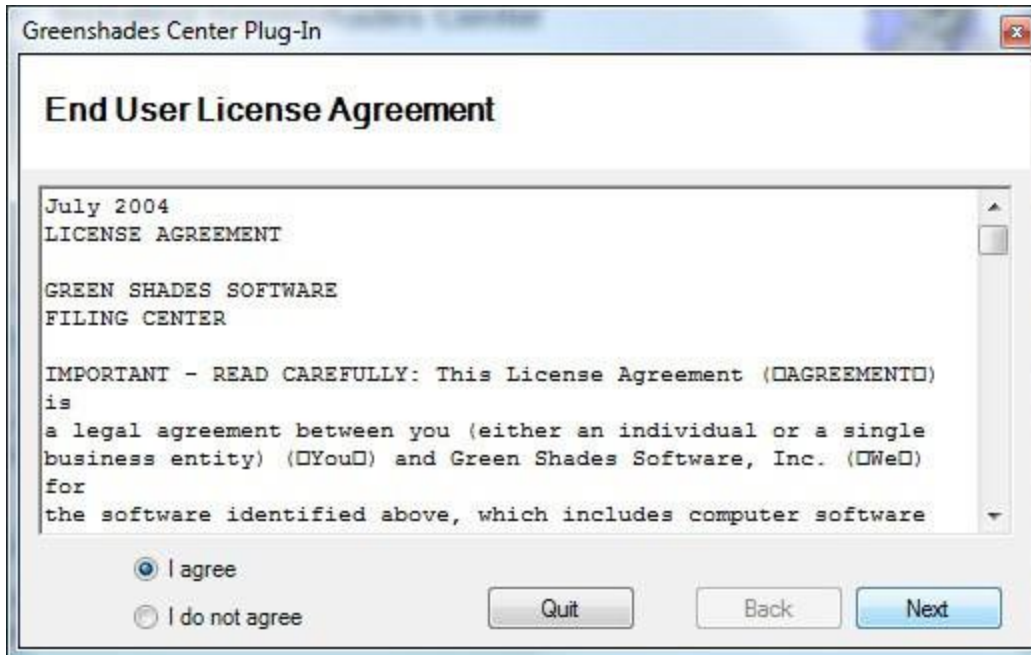 Greenshades Center Plug-In
End User License Agreement
July 2004
LICENSE AGREEMENT
GREEN SHADES SOFTWARE
FILING CENTER
IMPORTANT - READ CAREFULLY: This License Agreement (□AGREEMENT□)
is
a legal agreement between you (either an individual or a single
business entity) (□You□) and Green Shades Software, Inc. (□We□)
for
the software identified above, which includes computer software
I agree
I do not agree
Quit
Back
Next